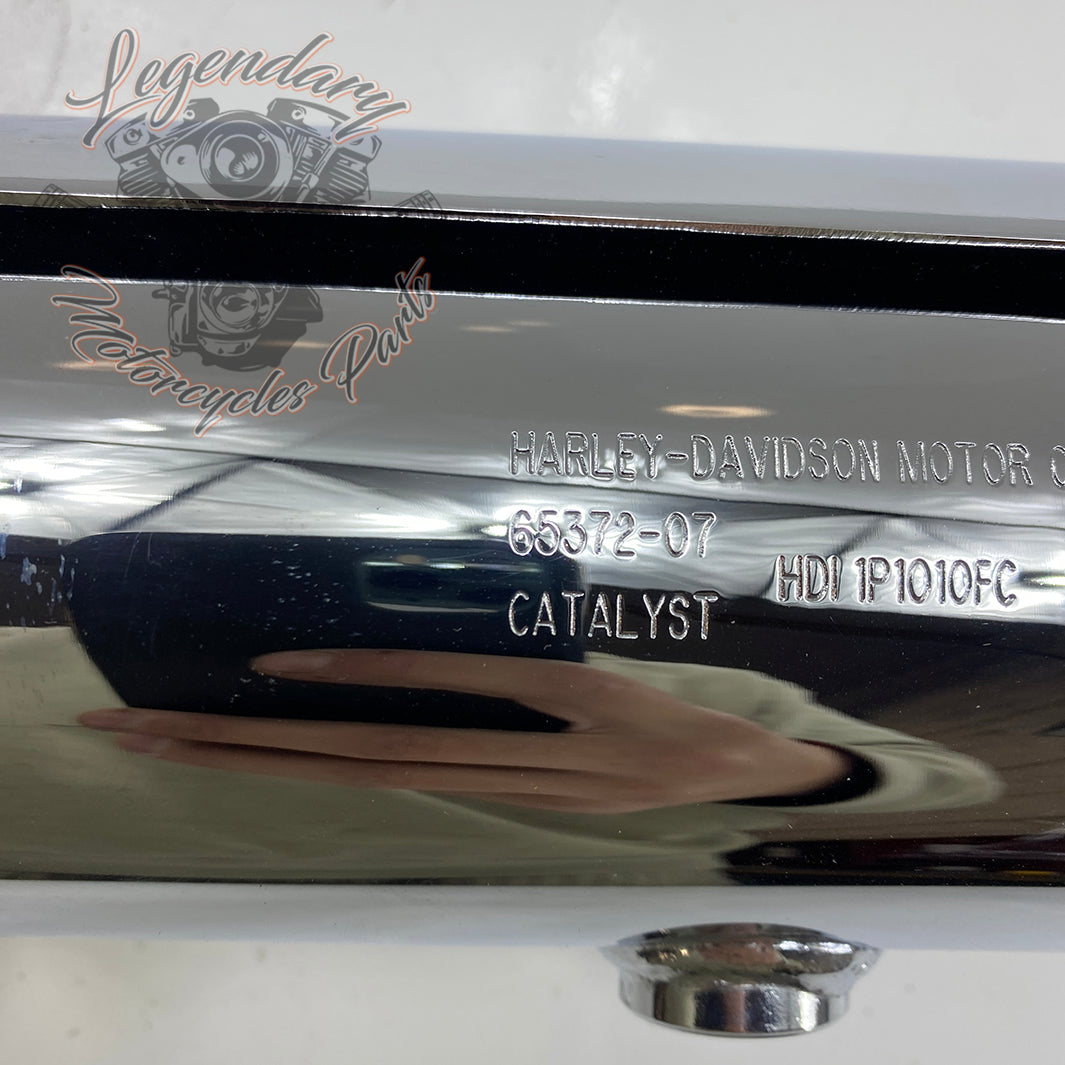 Legendary
Motorcycles Parts
HARLEY-DAVIDSON MOTOR
65372-07
HDI 1P1010FC
CATALYST